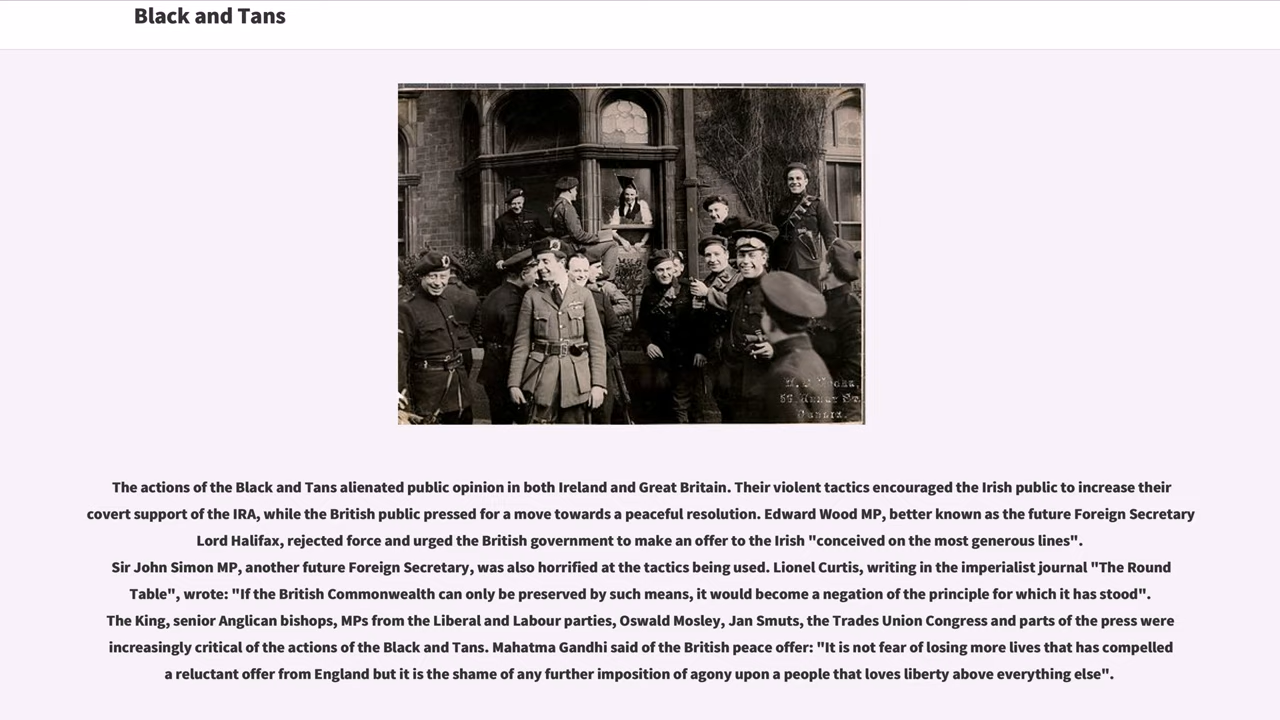 Black and Tans
The actions of the Black and Tans alienated public opinion in both Ireland and Great Britain. Their violent tactics encouraged the Irish public to increase their
covert support of the IRA, while the British public pressed for a move towards a peaceful resolution. Edward Wood MP, better known as the future Foreign Secretary
Lord Halifax, rejected force and urged the British government to make an offer to the Irish "conceived on the most generous lines".
Sir John Simon MP, another future Foreign Secretary, was also horrified at the tactics being used. Lionel Curtis, writing in the imperialist journal "The Round
Table", wrote: "If the British Commonwealth can only be preserved by such means, it would become a negation of the principle for which it has stood".
The King, senior Anglican bishops, MPs from the Liberal and Labour parties, Oswald Mosley, Jan Smuts, the Trades Union Congress and parts of the press were
increasingly critical of the actions of the Black and Tans. Mahatma Gandhi said of the British peace offer: "It is not fear of losing more lives that has compelled
a reluctant offer from England but it is the shame of any further imposition of agony upon a people that loves liberty above everything else".